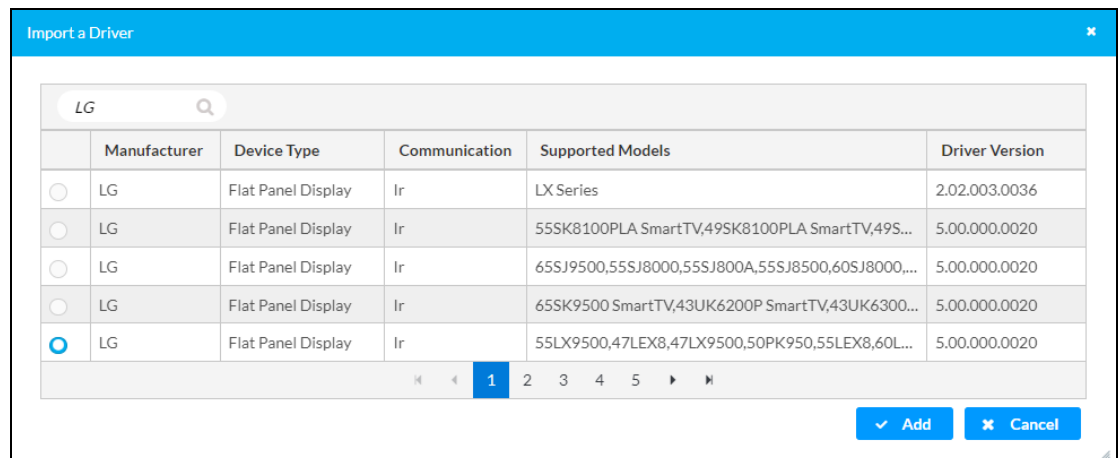 Import a Driver
LG
Manufacturer Device Type Communication Supported Models Driver Version
LG Flat Panel Display Ir LX Series 2.02.003.0036
LG Flat Panel Display Ir 55SK8100PLA SmartTV,49SK8100PLA SmartTV,49S... 5.00.000.0020
LG Flat Panel Display Ir 65SJ9500,55SJ8000,55SJ800A,55SJ8500,60SJ8000,... 5.00.000.0020
LG Flat Panel Display Ir 65SK9500 SmartTV,43UK6200P SmartTV,43UK6300... 5.00.000.0020
LG Flat Panel Display Ir 55LX9500,47LEX8,47LX9500,50PK950,55LEX8,60L... 5.00.000.0020
1 2 3 4 5
Add Cancel